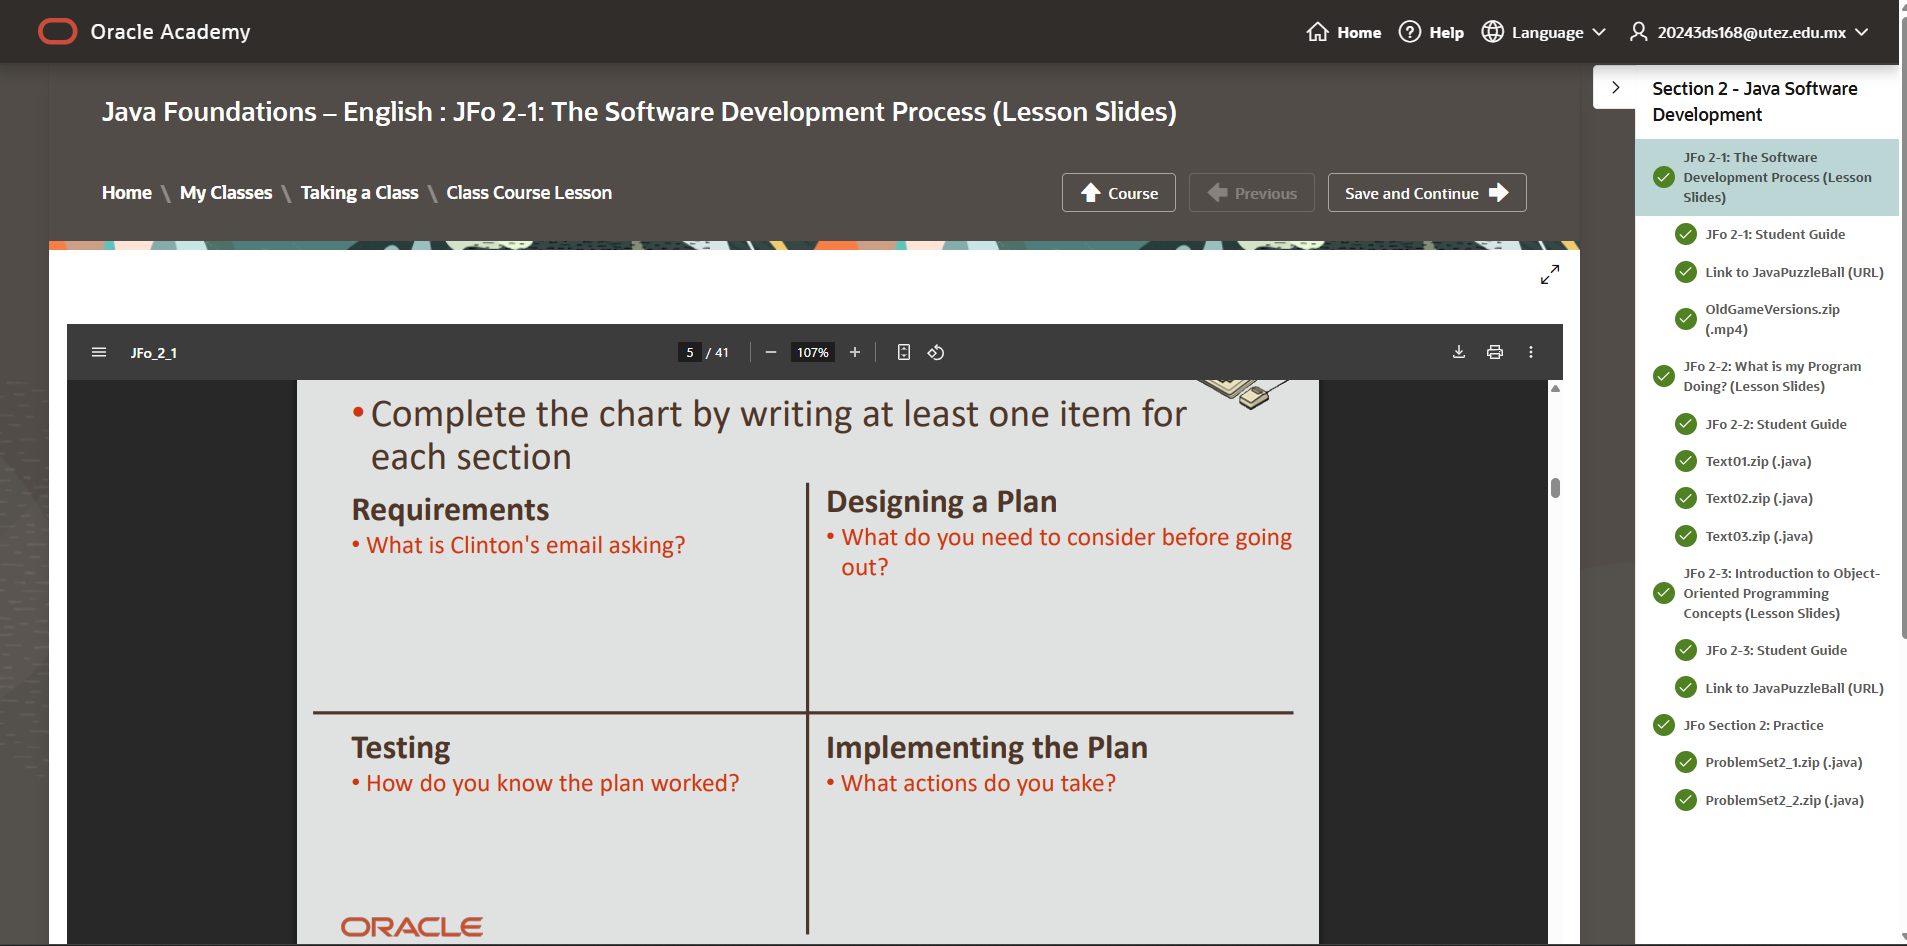 Oracle Academy
Home
Help
Language
20243ds168@utez.edu.mx
Java Foundations – English : JFo 2-1: The Software Development Process (Lesson Slides)
Home \ My Classes \ Taking a Class \ Class Course Lesson
Course
Previous
Save and Continue
JFo_2_1
5 / 41
107%
• Complete the chart by writing at least one item for
each section
Requirements
• What is Clinton's email asking?
Designing a Plan
• What do you need to consider before going
out?
Testing
• How do you know the plan worked?
Implementing the Plan
• What actions do you take?
ORACLE
Section 2 - Java Software
Development
JFo 2-1: The Software
Development Process (Lesson
Slides)
JFo 2-1: Student Guide
Link to JavaPuzzleBall (URL)
OldGameVersions.zip
(.mp4)
JFo 2-2: What is my Program
Doing? (Lesson Slides)
JFo 2-2: Student Guide
Text01.zip (.java)
Text02.zip (.java)
Text03.zip (.java)
JFo 2-3: Introduction to Object-
Oriented Programming
Concepts (Lesson Slides)
JFo 2-3: Student Guide
Link to JavaPuzzleBall (URL)
JFo Section 2: Practice
ProblemSet2_1.zip (.java)
ProblemSet2_2.zip (.java)